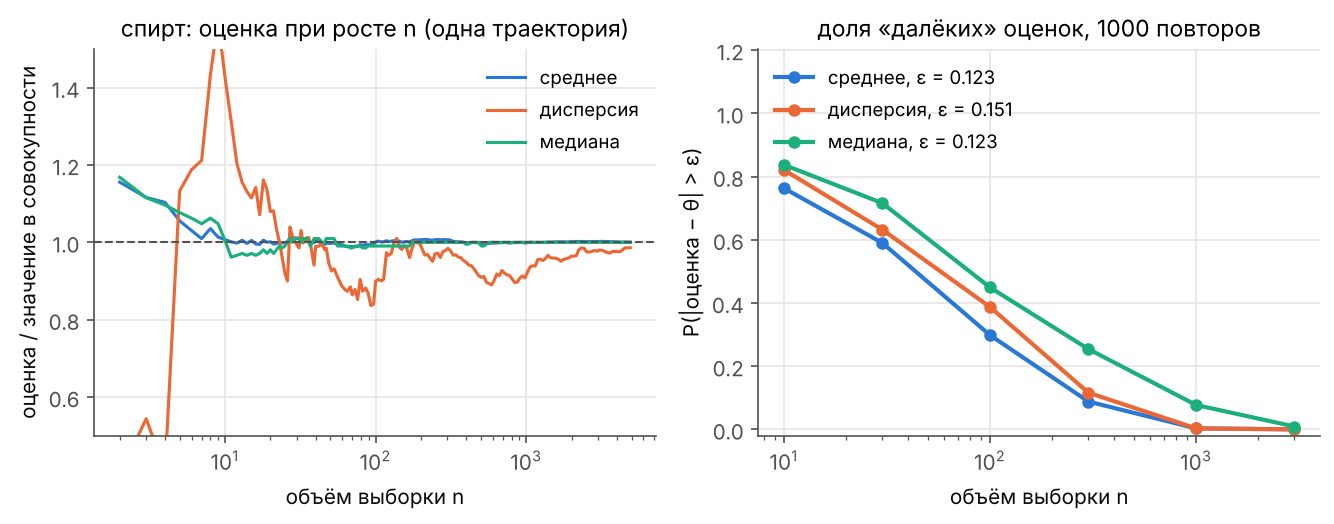 спирт: оценка при росте n (одна траектория)
оценка / значение в совокупности
1.4
1.2
1.0
0.8
0.6
среднее
дисперсия
медиана
10¹
10²
10³
объём выборки n
доля «далёких» оценок, 1000 повторов
P(|оценка − θ| > ε)
1.2
1.0
0.8
0.6
0.4
0.2
0.0
среднее, ε = 0.123
дисперсия, ε = 0.151
медиана, ε = 0.123
10¹
10²
10³
объём выборки n